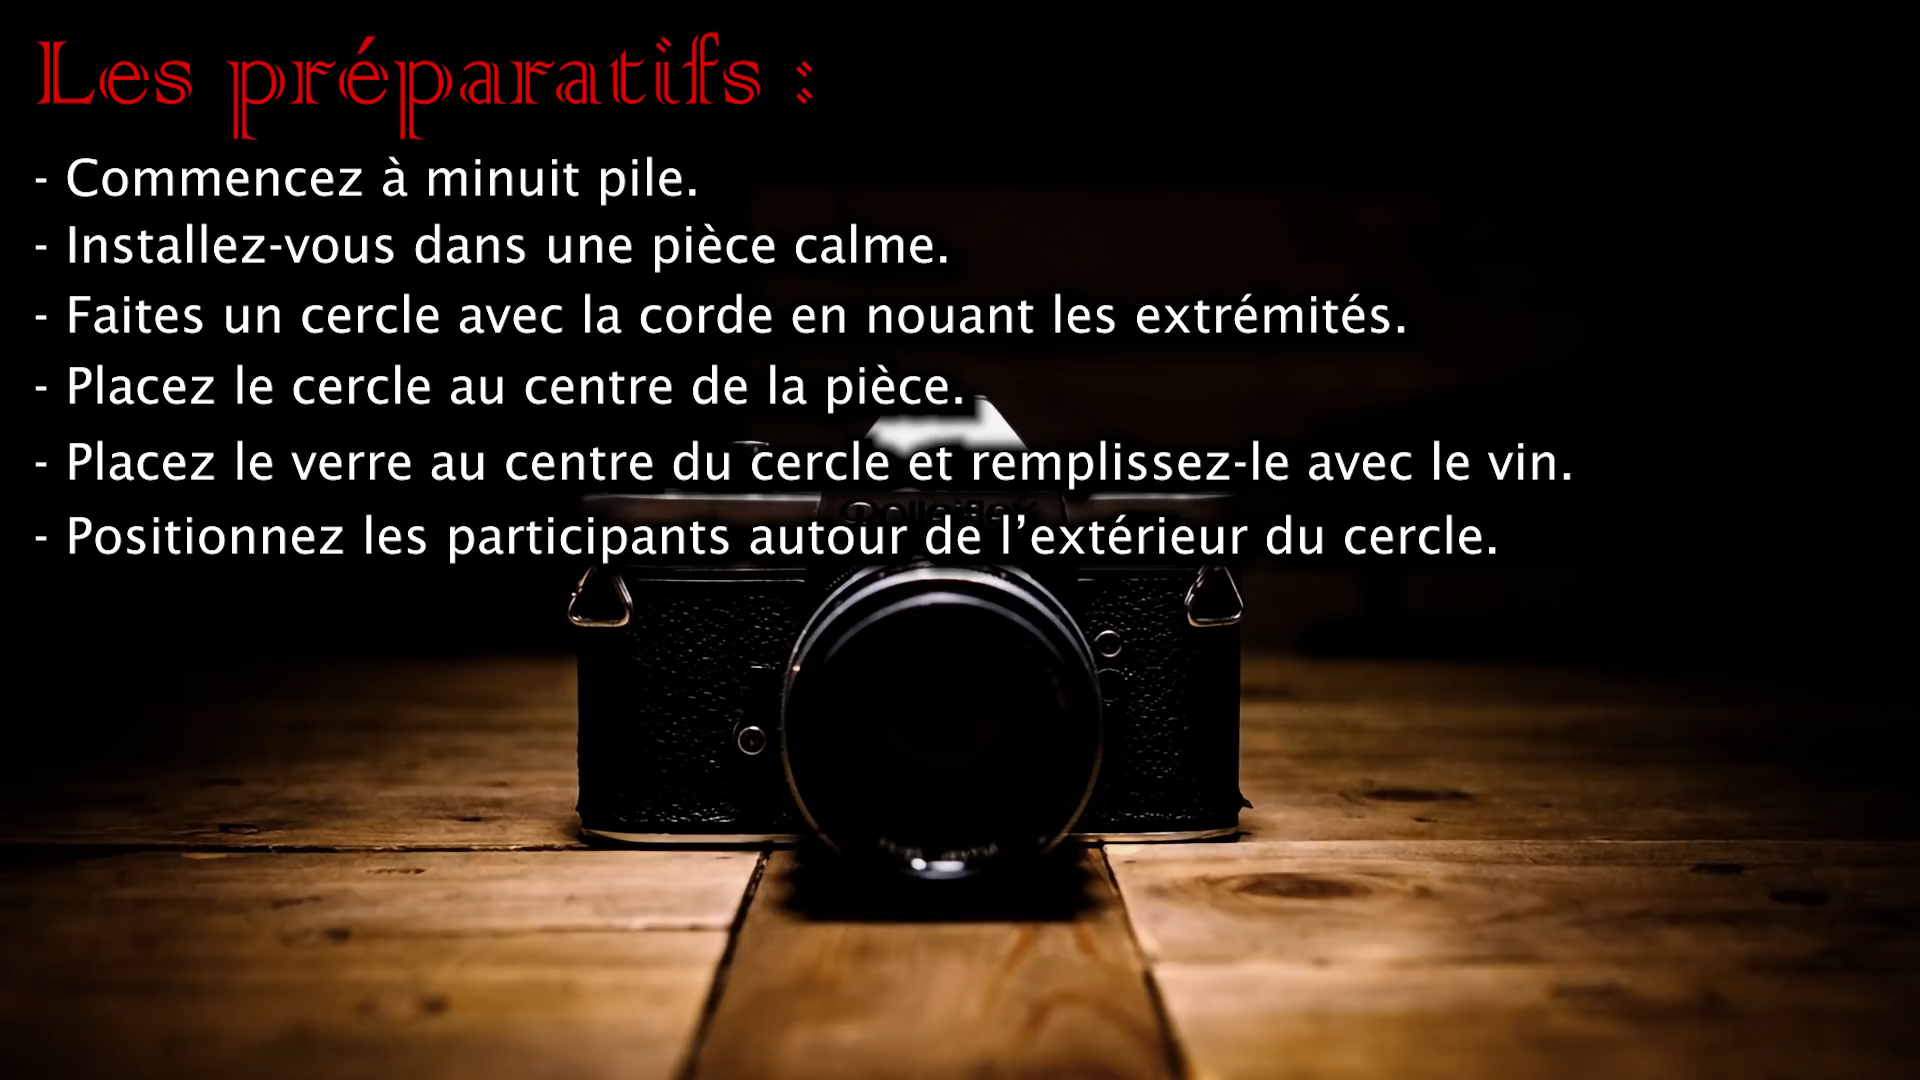 Les préparatifs :
- Commencez à minuit pile.
- Installez-vous dans une pièce calme.
- Faites un cercle avec la corde en nouant les extrémités.
- Placez le cercle au centre de la pièce.
- Placez le verre au centre du cercle et remplissez-le avec le vin.
- Positionnez les participants autour de l’extérieur du cercle.